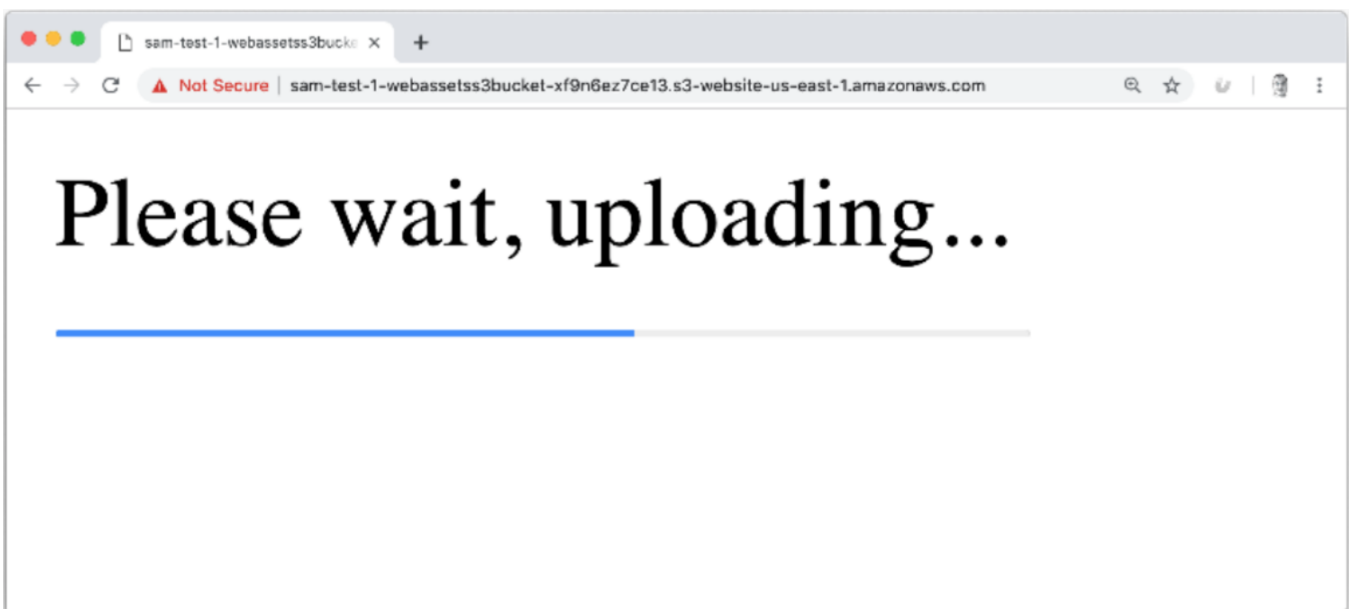 sam-test-1-webassetss3bucke
Not Secure | sam-test-1-webassetss3bucket-xf9n6ez7ce13.s3-website-us-east-1.amazonaws.com
Please wait, uploading...